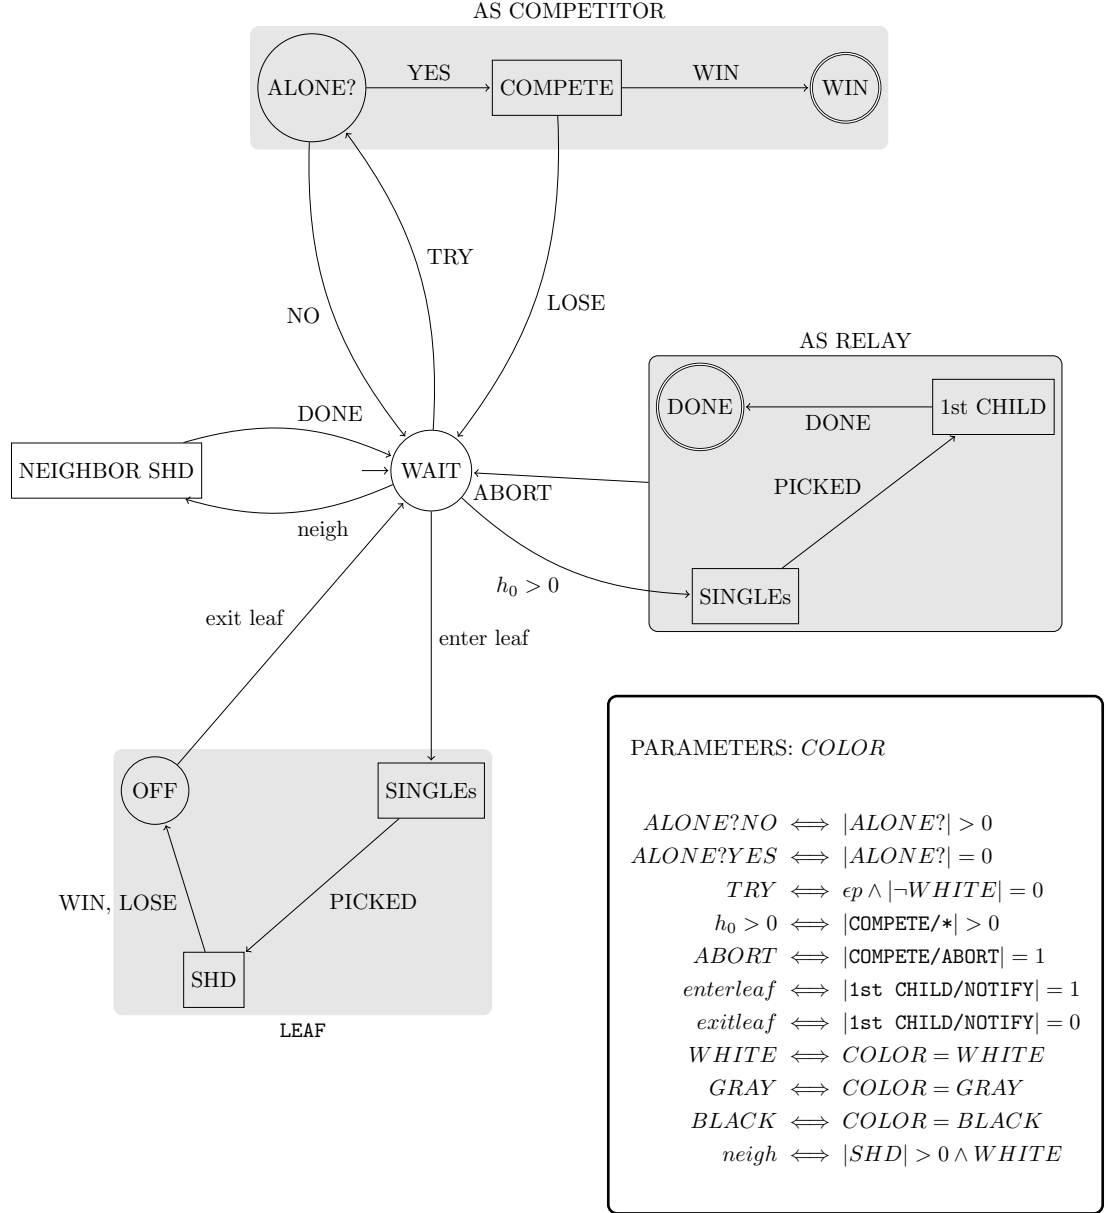 AS COMPETITOR
ALONE?
YES
COMPETE
WIN
WIN
TRY
NO
LOSE
AS RELAY
DONE
DONE
1st CHILD
DONE
NEIGHBOR SHD
WAIT
ABORT
PICKED
neigh
h₀ > 0
SINGLEs
exit leaf
enter leaf
OFF
SINGLEs
WIN, LOSE
PICKED
SHD
LEAF
PARAMETERS: COLOR
ALONE?NO ⟺ |ALONE?| > 0
ALONE?YES ⟺ |ALONE?| = 0
TRY ⟺ ϵp ∧ |¬WHITE| = 0
h₀ > 0 ⟺ |COMPETE/*| > 0
ABORT ⟺ |COMPETE/ABORT| = 1
enterleaf ⟺ |1st CHILD/NOTIFY| = 1
exitleaf ⟺ |1st CHILD/NOTIFY| = 0
WHITE ⟺ COLOR = WHITE
GRAY ⟺ COLOR = GRAY
BLACK ⟺ COLOR = BLACK
neigh ⟺ |SHD| > 0 ∧ WHITE